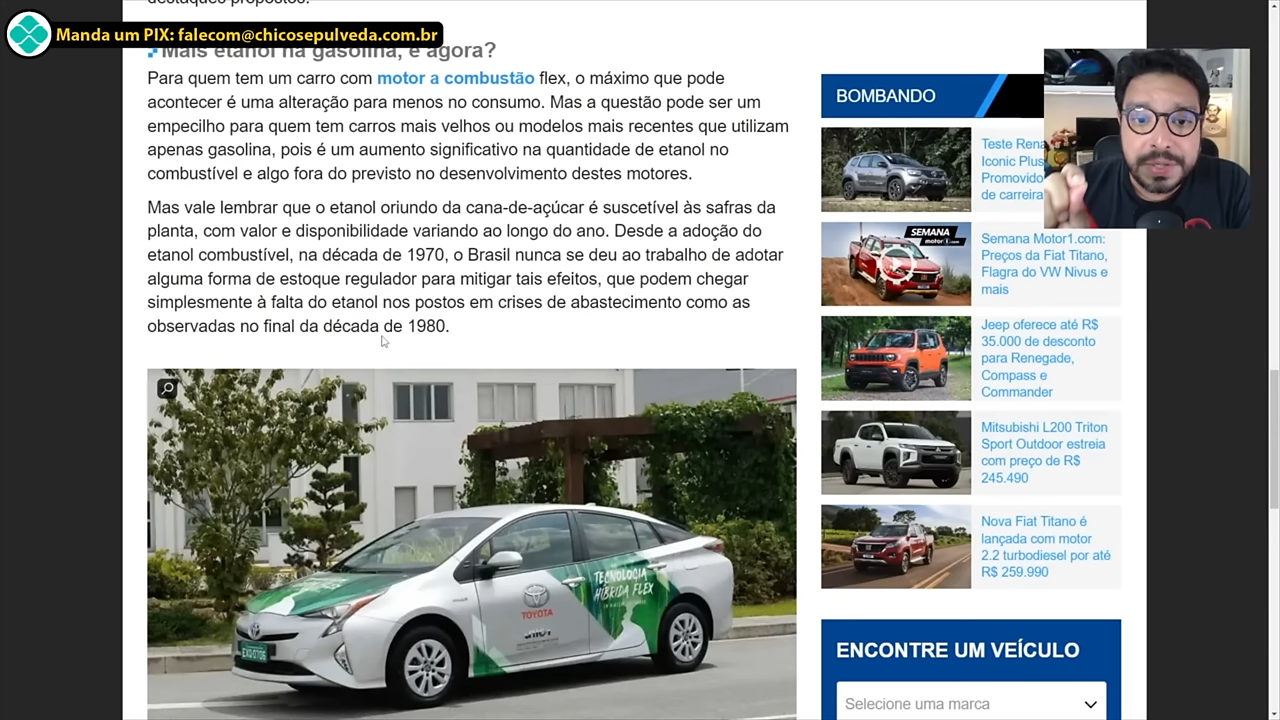 destaques propostos.
Manda um PIX: falecom@chicosepulveda.com.br
Mais etanol na gasolina, e agora?
Para quem tem um carro com motor a combustão flex, o máximo que pode
acontecer é uma alteração para menos no consumo. Mas a questão pode ser um
empecilho para quem tem carros mais velhos ou modelos mais recentes que utilizam
apenas gasolina, pois é um aumento significativo na quantidade de etanol no
combustível e algo fora do previsto no desenvolvimento destes motores.
Mas vale lembrar que o etanol oriundo da cana-de-açúcar é suscetível às safras da
planta, com valor e disponibilidade variando ao longo do ano. Desde a adoção do
etanol combustível, na década de 1970, o Brasil nunca se deu ao trabalho de adotar
alguma forma de estoque regulador para mitigar tais efeitos, que podem chegar
simplesmente à falta do etanol nos postos em crises de abastecimento como as
observadas no final da década de 1980.
TECNOLOGIA
HÍBRIDA FLEX
TOYOTA
BOMBANDO
Teste Rena
Iconic Plus
Promovido
de carreira
SEMANA
motor1.com
Semana Motor1.com:
Preços da Fiat Titano,
Flagra do VW Nivus e
mais
Jeep oferece até R$
35.000 de desconto
para Renegade,
Compass e
Commander
Mitsubishi L200 Triton
Sport Outdoor estreia
com preço de R$
245.490
Nova Fiat Titano é
lançada com motor
2.2 turbodiesel por até
R$ 259.990
ENCONTRE UM VEÍCULO
Selecione uma marca